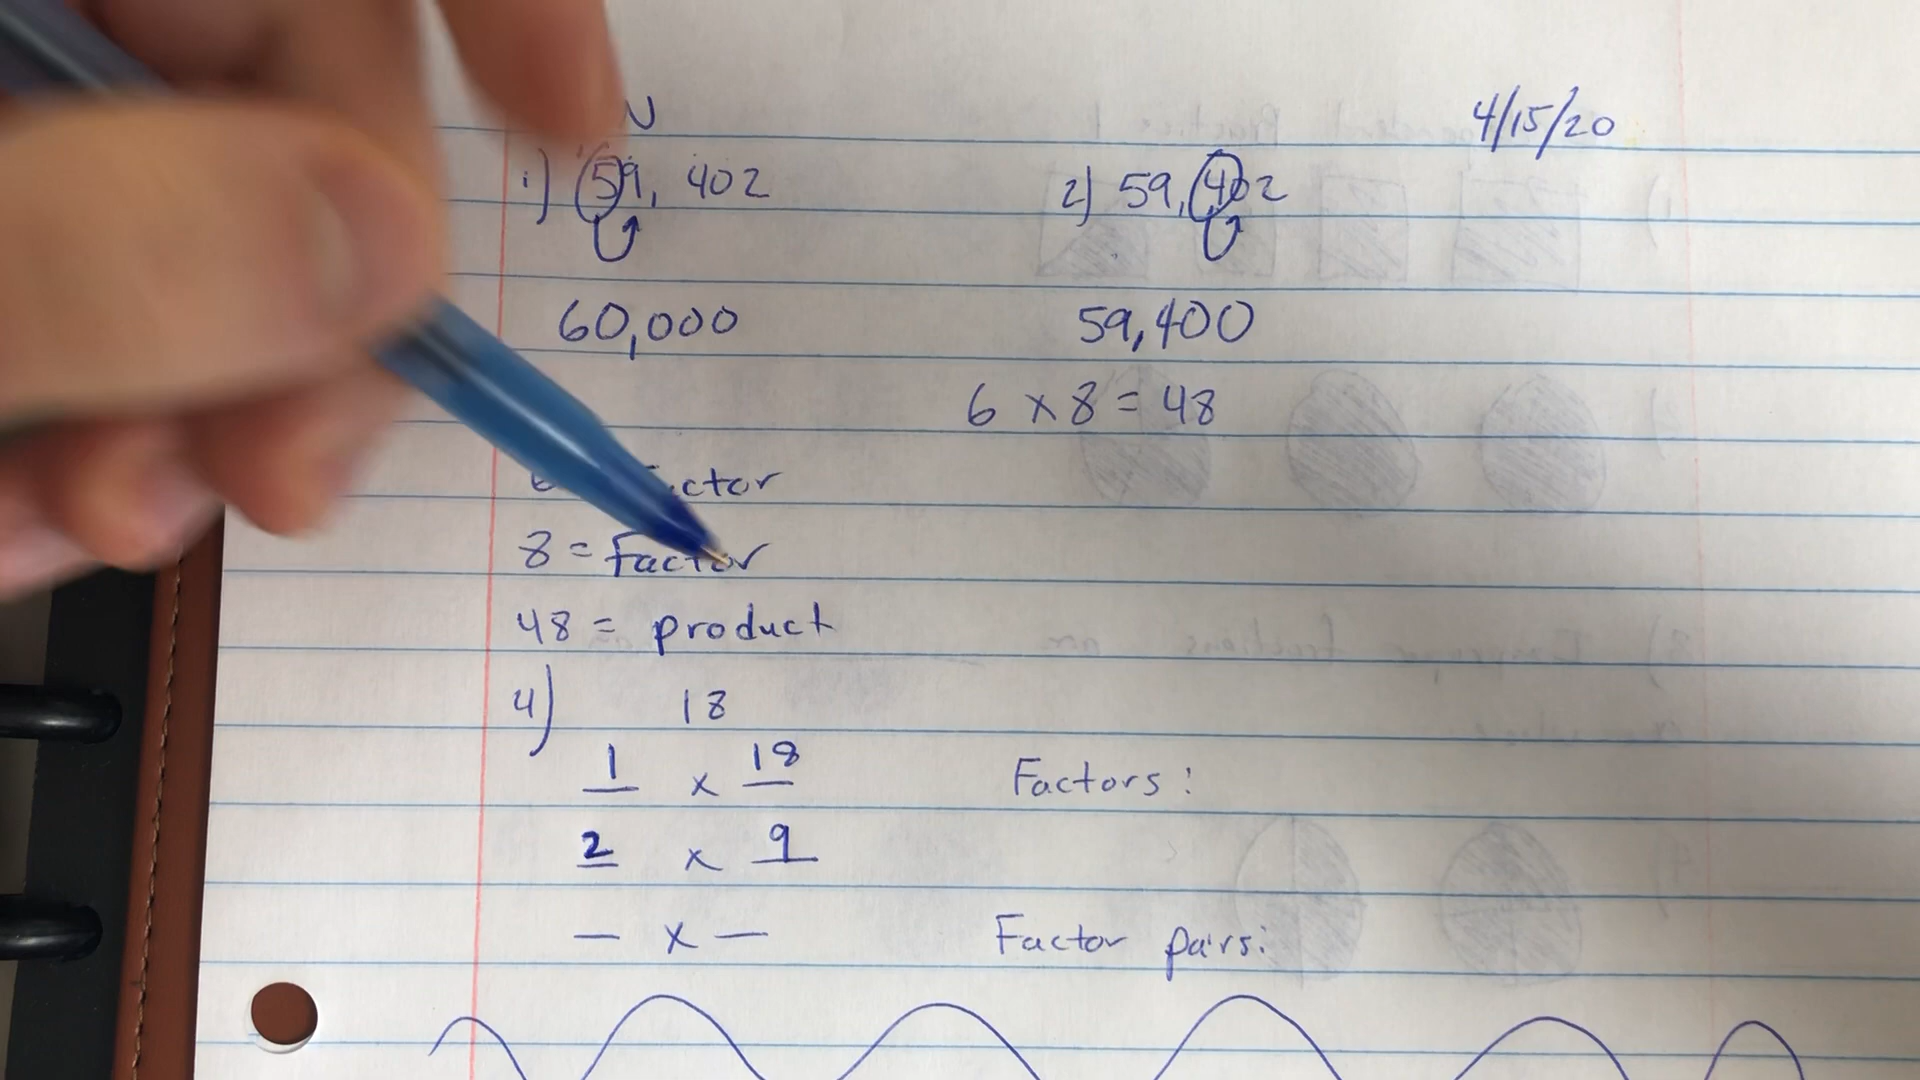 4/15/20
1) 59,402 2) 59,402
60,000 59,400
6 x 8 = 48
8 = Factor
48 = product
4) 18
1 x 18
Factors:
2 x 9
— x — Factor pairs: